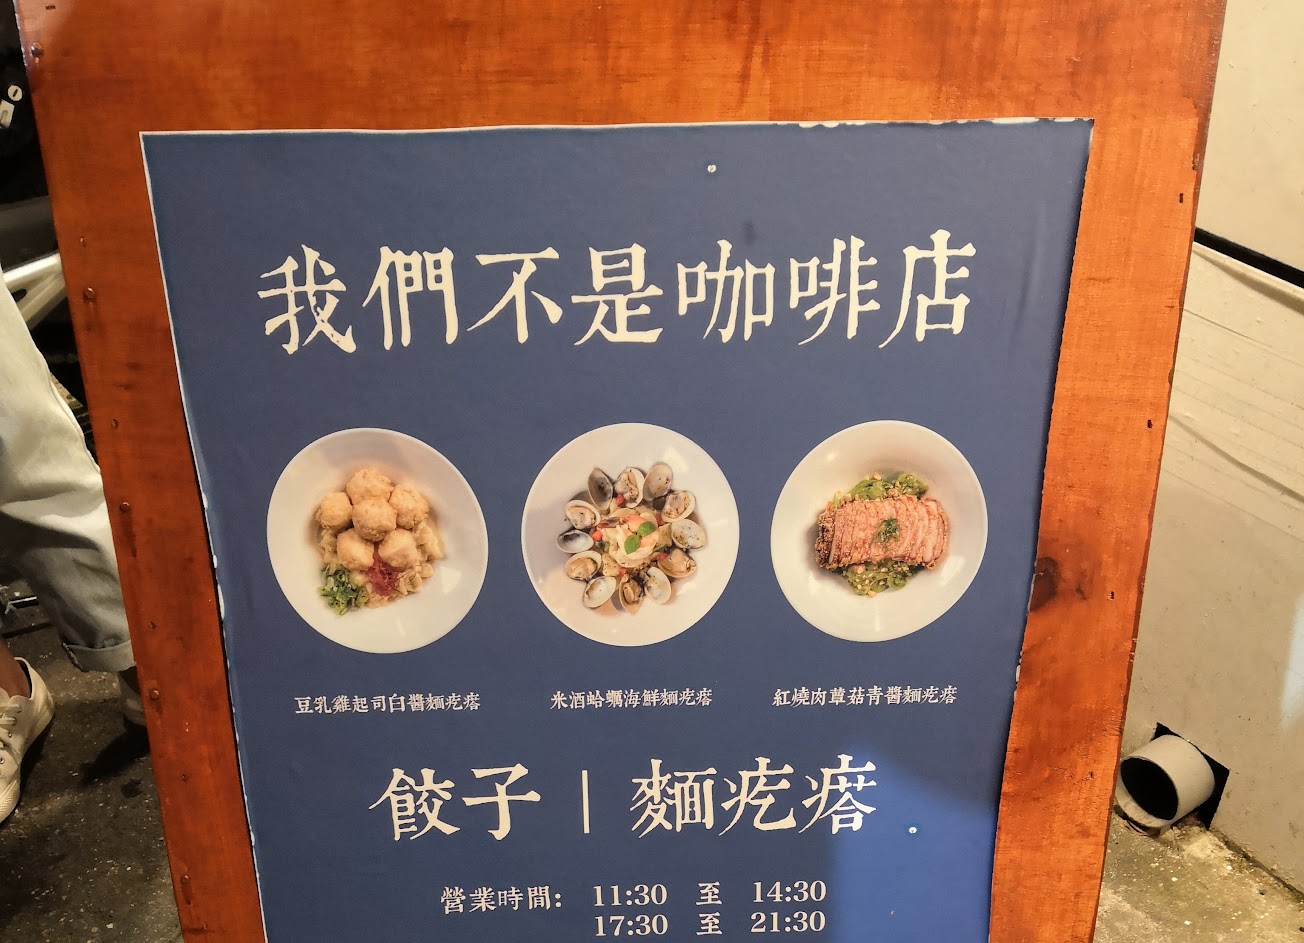 我們不是咖啡店
豆乳雞起司白醬麵疙瘩
米酒蛤蠣海鮮麵疙瘩
紅燒肉蕈菇青醬麵疙瘩
餃子 | 麵疙瘩
營業時間: 11:30 至 14:30
17:30 至 21:30